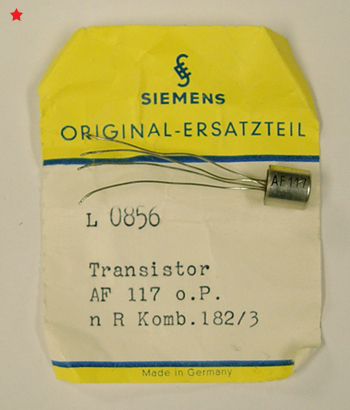 SIEMENS
ORIGINAL-ERSATZTEIL
AF 117
L 0856
Transistor
AF 117 o.P.
n R Komb.182/3
Made in Germany